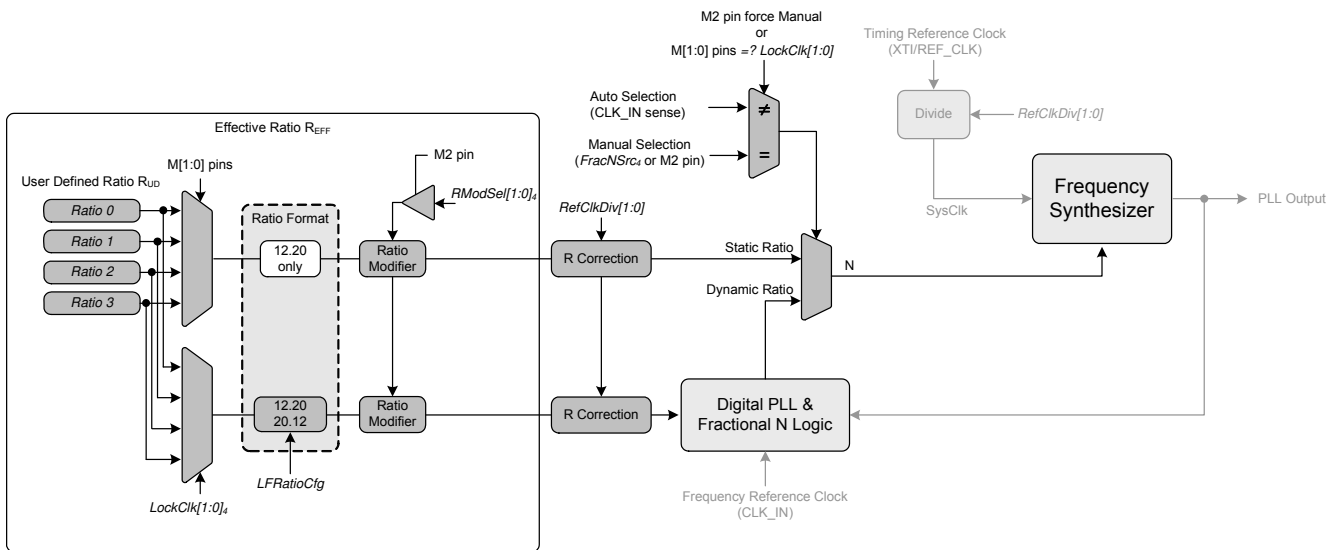 M2 pin force Manual
or
M[1:0] pins =? LockClk[1:0]
Timing Reference Clock
(XTI/REF_CLK)
Auto Selection
(CLK_IN sense)
≠
Divide
RefClkDiv[1:0]
Effective Ratio REFF
Manual Selection
(FracNSrc4 or M2 pin)
=
M[1:0] pins
M2 pin
User Defined Ratio RUD
RModSel[1:0]4
Ratio 0
Ratio Format
RefClkDiv[1:0]
SysClk
Frequency
Synthesizer
PLL Output
Ratio 1
12.20
only
Ratio
Modifier
R Correction
Static Ratio
N
Ratio 2
Ratio 3
Dynamic Ratio
12.20
20.12
Ratio
Modifier
R Correction
Digital PLL &
Fractional N Logic
LFRatioCfg
LockClk[1:0]4
Frequency Reference Clock
(CLK_IN)